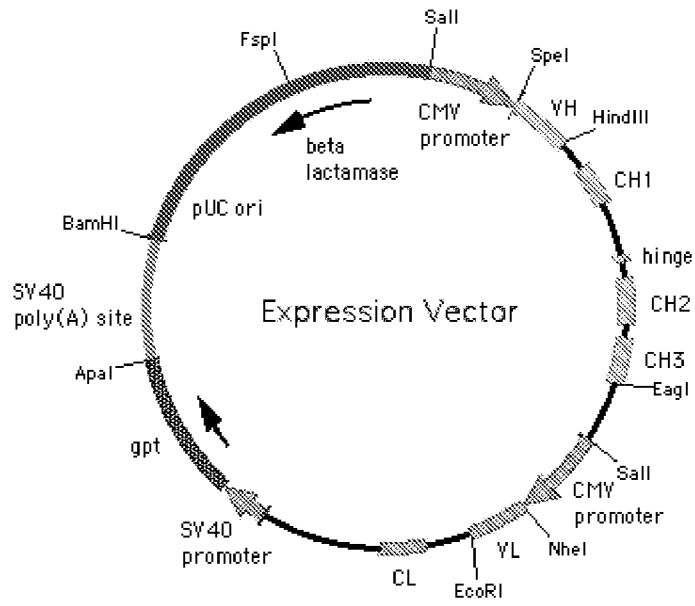 SalI
FspI
SpeI
CMV
promoter
VH
HindIII
beta
lactamase
CH1
pUC ori
BamHI
hinge
SV40
poly(A) site
Expression Vector
CH2
CH3
ApaI
EagI
gpt
SalI
CMV
promoter
SV40
promoter
NheI
VL
CL
EcoRI